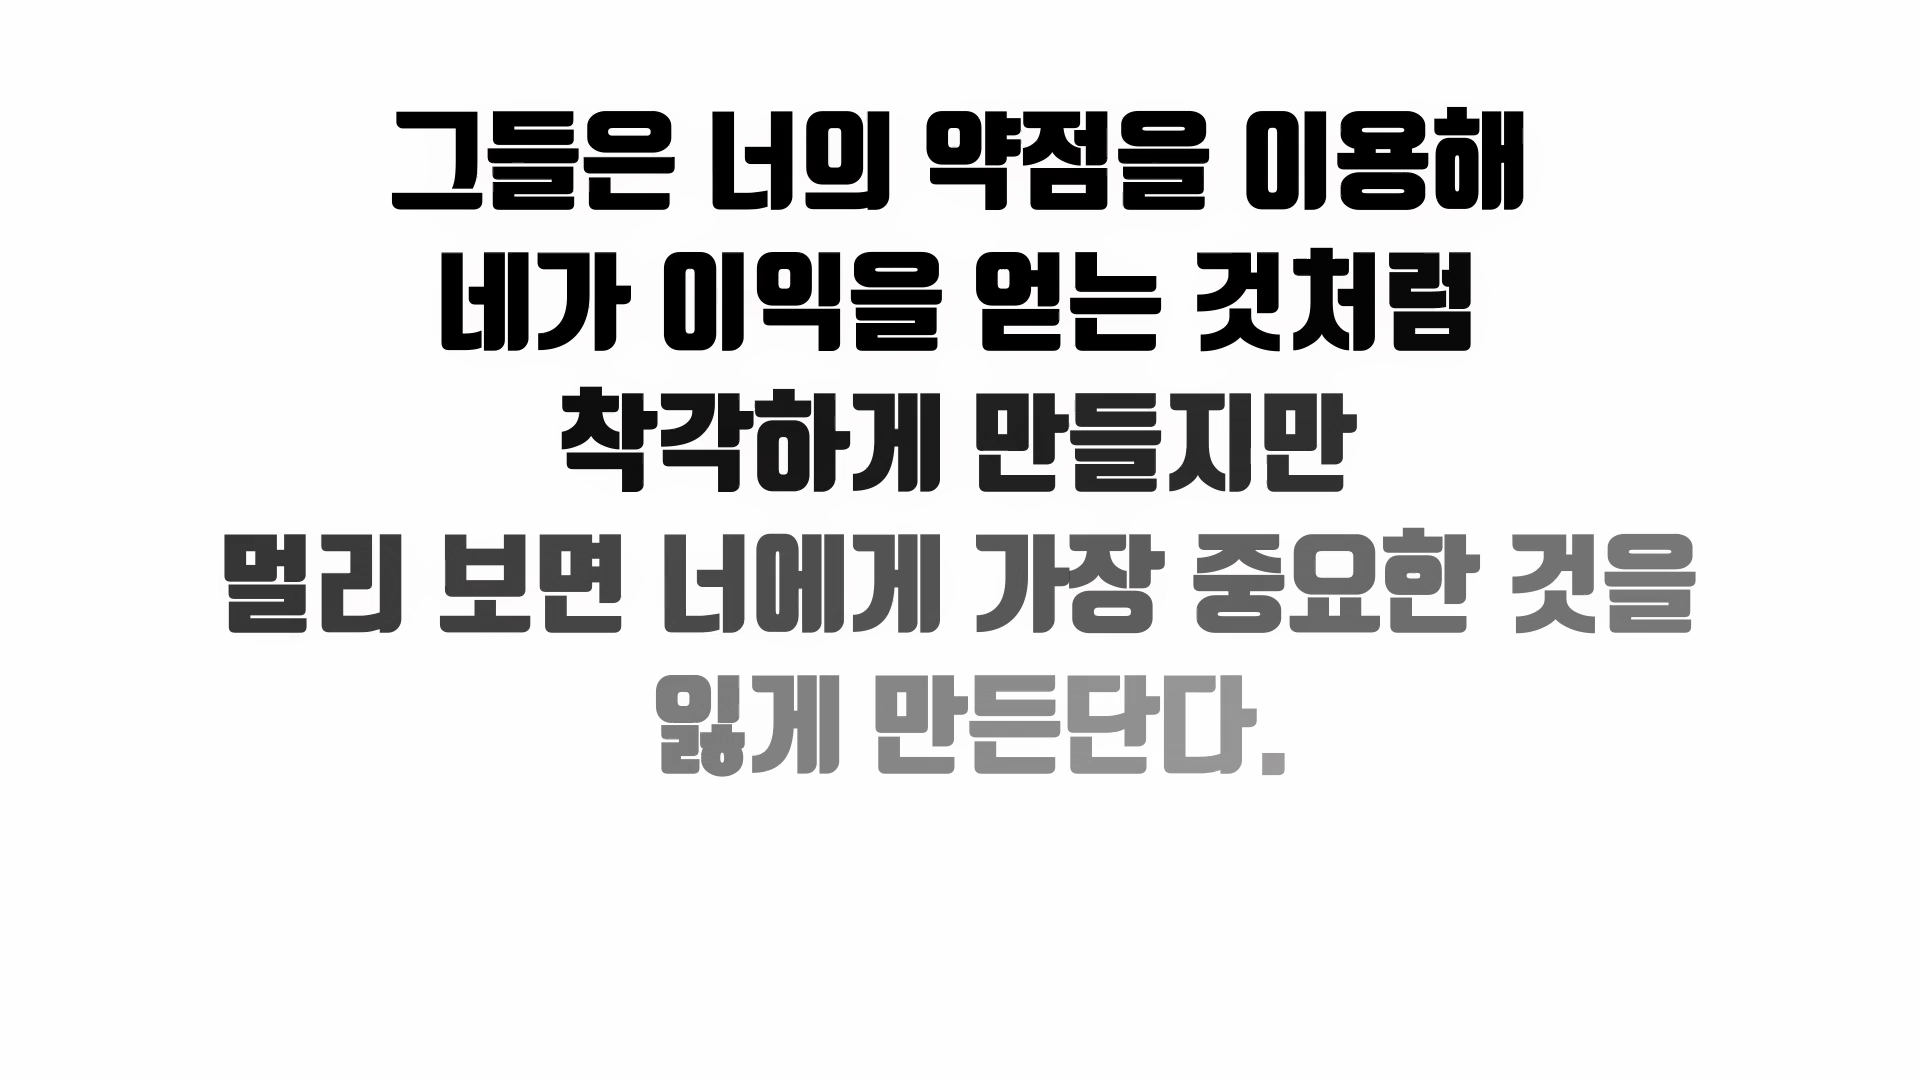 그들은 너의 약점을 이용해
네가 이익을 얻는 것처럼
착각하게 만들지만
멀리 보면 너에게 가장 중요한 것을
잃게 만든단다.